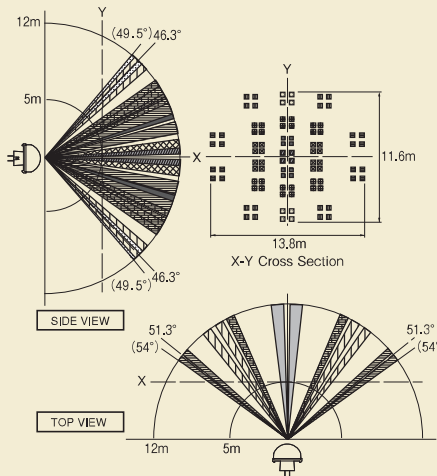 Y
12m
(49.5°) 46.3°
5m
X
46.3°
(49.5°)
SIDE VIEW
Y
X
11.6m
13.8m
X-Y Cross Section
51.3°
(54°)
51.3°
(54°)
X
TOP VIEW
12m
5m